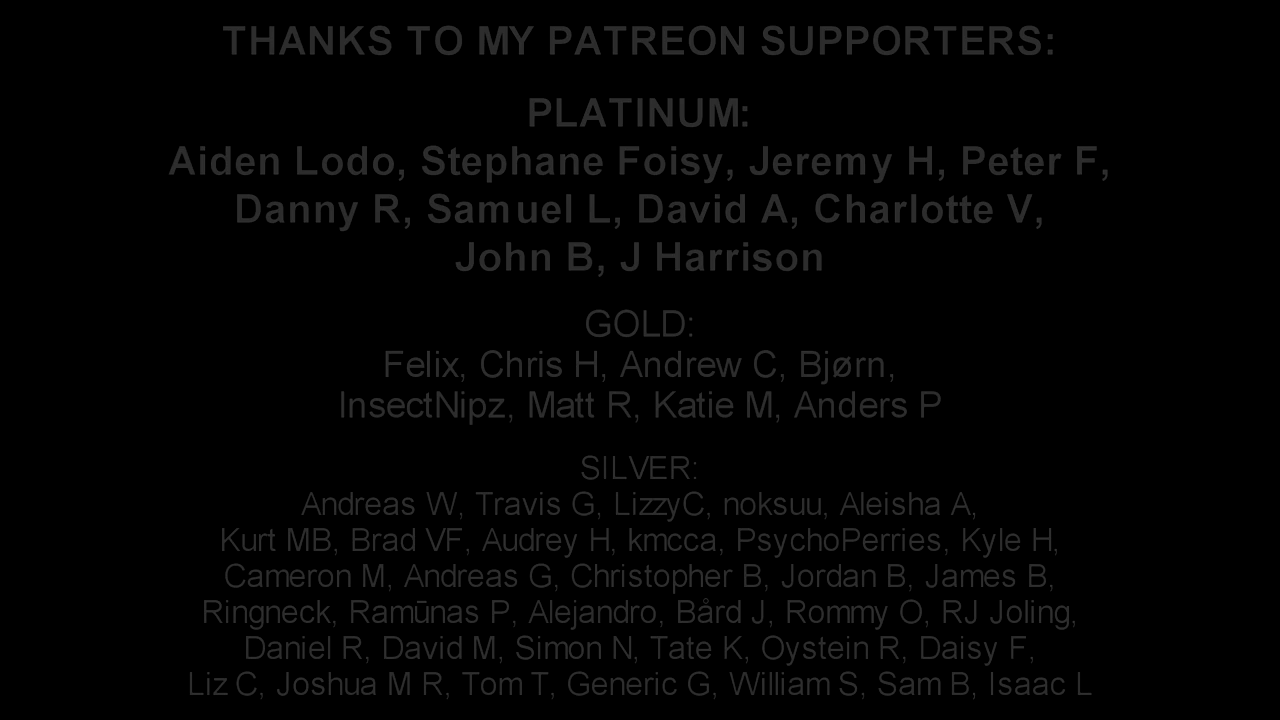 THANKS TO MY PATREON SUPPORTERS:
PLATINUM:
Aiden Lodo, Stephane Foisy, Jeremy H, Peter F,
Danny R, Samuel L, David A, Charlotte V,
John B, J Harrison
GOLD:
Felix, Chris H, Andrew C, Bjørn,
InsectNipz, Matt R, Katie M, Anders P
SILVER:
Andreas W, Travis G, LizzyC, noksuu, Aleisha A,
Kurt MB, Brad VF, Audrey H, kmcca, PsychoPerries, Kyle H,
Cameron M, Andreas G, Christopher B, Jordan B, James B,
Ringneck, Ramūnas P, Alejandro, Bård J, Rommy O, RJ Joling,
Daniel R, David M, Simon N, Tate K, Oystein R, Daisy F,
Liz C, Joshua M R, Tom T, Generic G, William S, Sam B, Isaac L